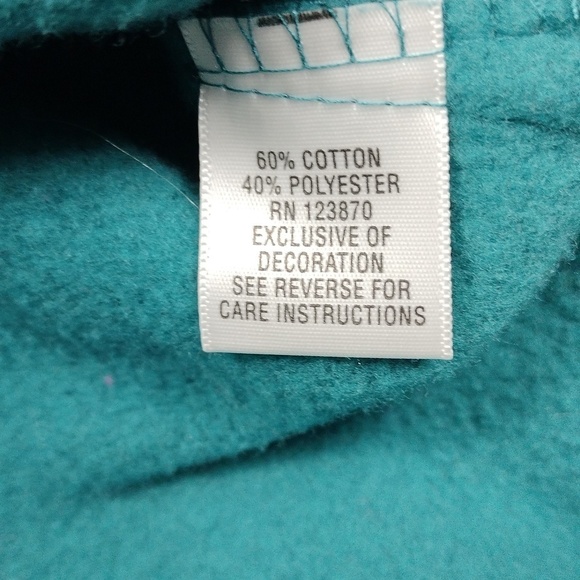 60% COTTON
40% POLYESTER
RN 123870
EXCLUSIVE OF
DECORATION
SEE REVERSE FOR
CARE INSTRUCTIONS